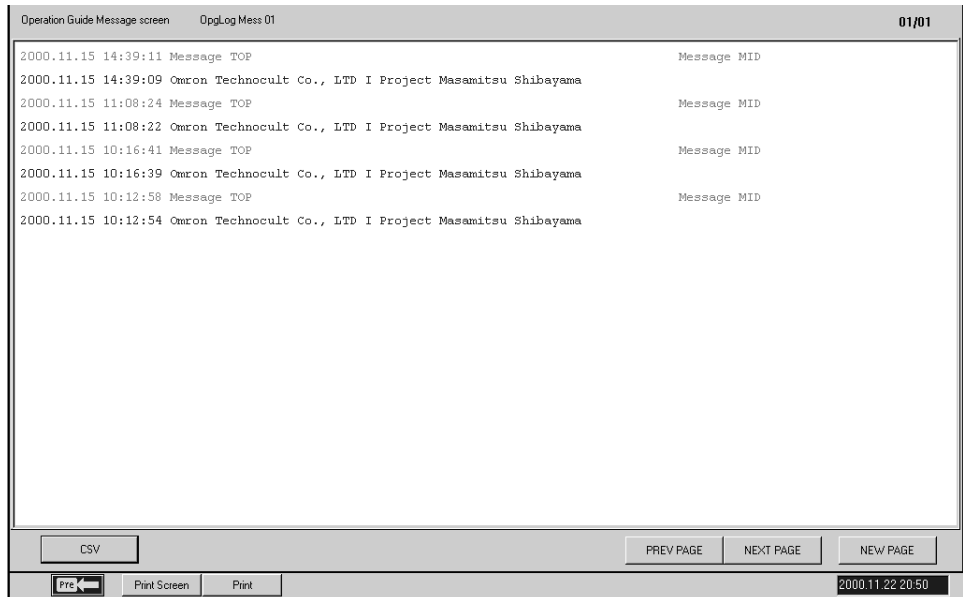 Operation Guide Message screen OpgLog Mess 01 01/01
2000.11.15 14:39:11 Message TOP Message MID
2000.11.15 14:39:09 Omron Technocult Co., LTD I Project Masamitsu Shibayama
2000.11.15 11:08:24 Message TOP Message MID
2000.11.15 11:08:22 Omron Technocult Co., LTD I Project Masamitsu Shibayama
2000.11.15 10:16:41 Message TOP Message MID
2000.11.15 10:16:39 Omron Technocult Co., LTD I Project Masamitsu Shibayama
2000.11.15 10:12:58 Message TOP Message MID
2000.11.15 10:12:54 Omron Technocult Co., LTD I Project Masamitsu Shibayama
CSV PREV PAGE NEXT PAGE NEW PAGE
Pre Print Screen Print 2000.11.22 20:50